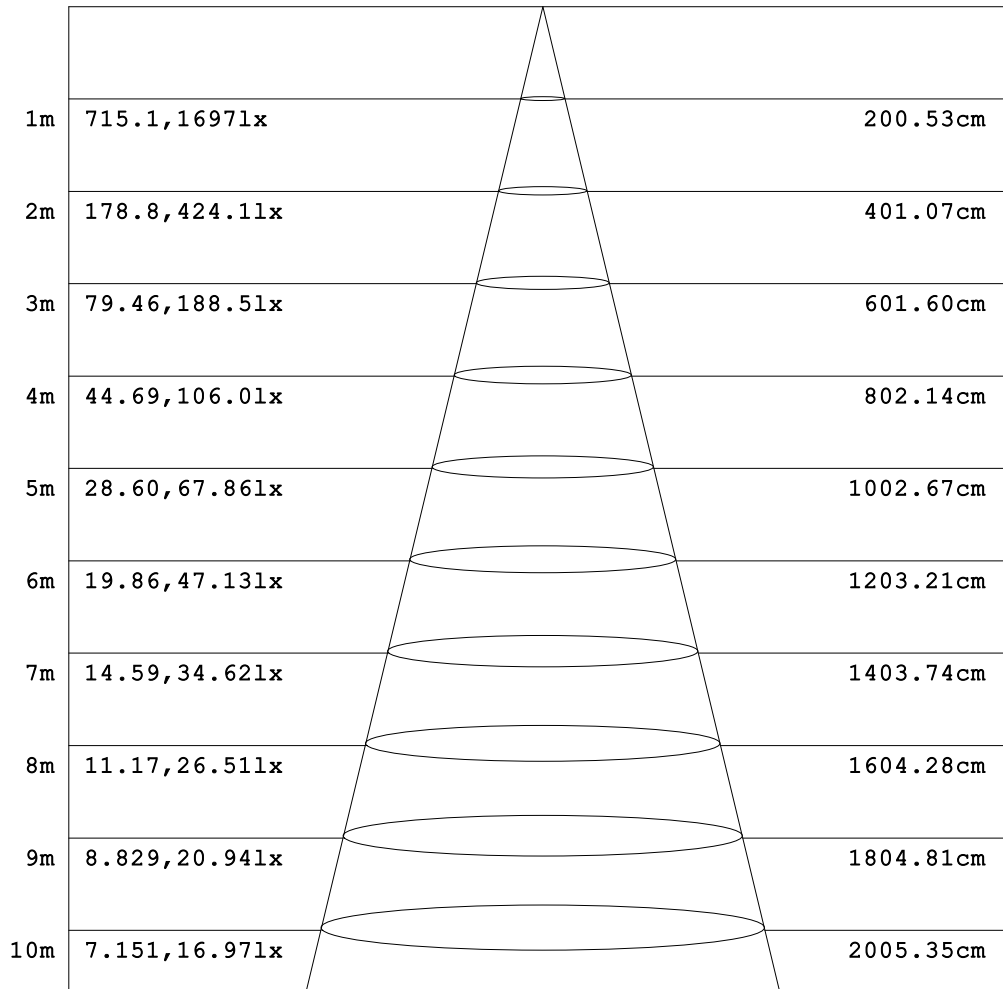 1m 715.1,1697lx 200.53cm
2m 178.8,424.1lx 401.07cm
3m 79.46,188.5lx 601.60cm
4m 44.69,106.0lx 802.14cm
5m 28.60,67.86lx 1002.67cm
6m 19.86,47.13lx 1203.21cm
7m 14.59,34.62lx 1403.74cm
8m 11.17,26.51lx 1604.28cm
9m 8.829,20.94lx 1804.81cm
10m 7.151,16.97lx 2005.35cm